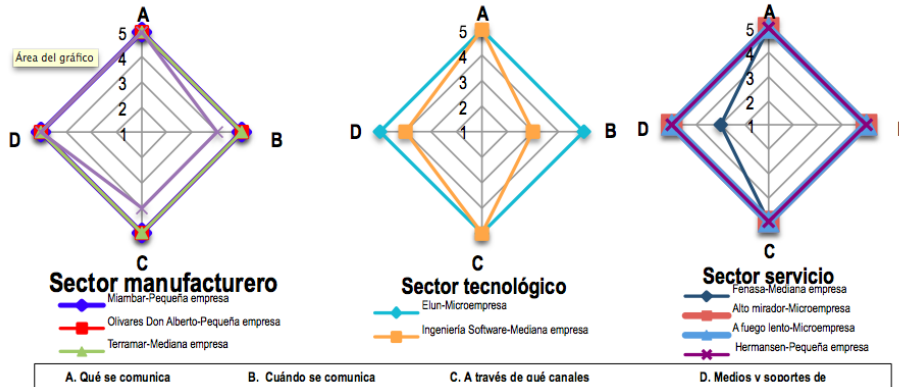 A
5
4
3
2
1
D
B
C
Área del gráfico
Sector manufacturero
Miambar-Pequeña empresa
Olivares Don Alberto-Pequeña empresa
Terramar-Mediana empresa
A
5
4
3
2
1
D
B
C
Sector tecnológico
Elun-Microempresa
Ingeniería Software-Mediana empresa
A
5
4
3
2
1
D
C
Sector servicio
Fenasa-Mediana empresa
Alto mirador-Microempresa
A fuego lento-Microempresa
Hermansen-Pequeña empresa
A. Qué se comunica B. Cuándo se comunica C. A través de qué canales D. Medios y soportes de